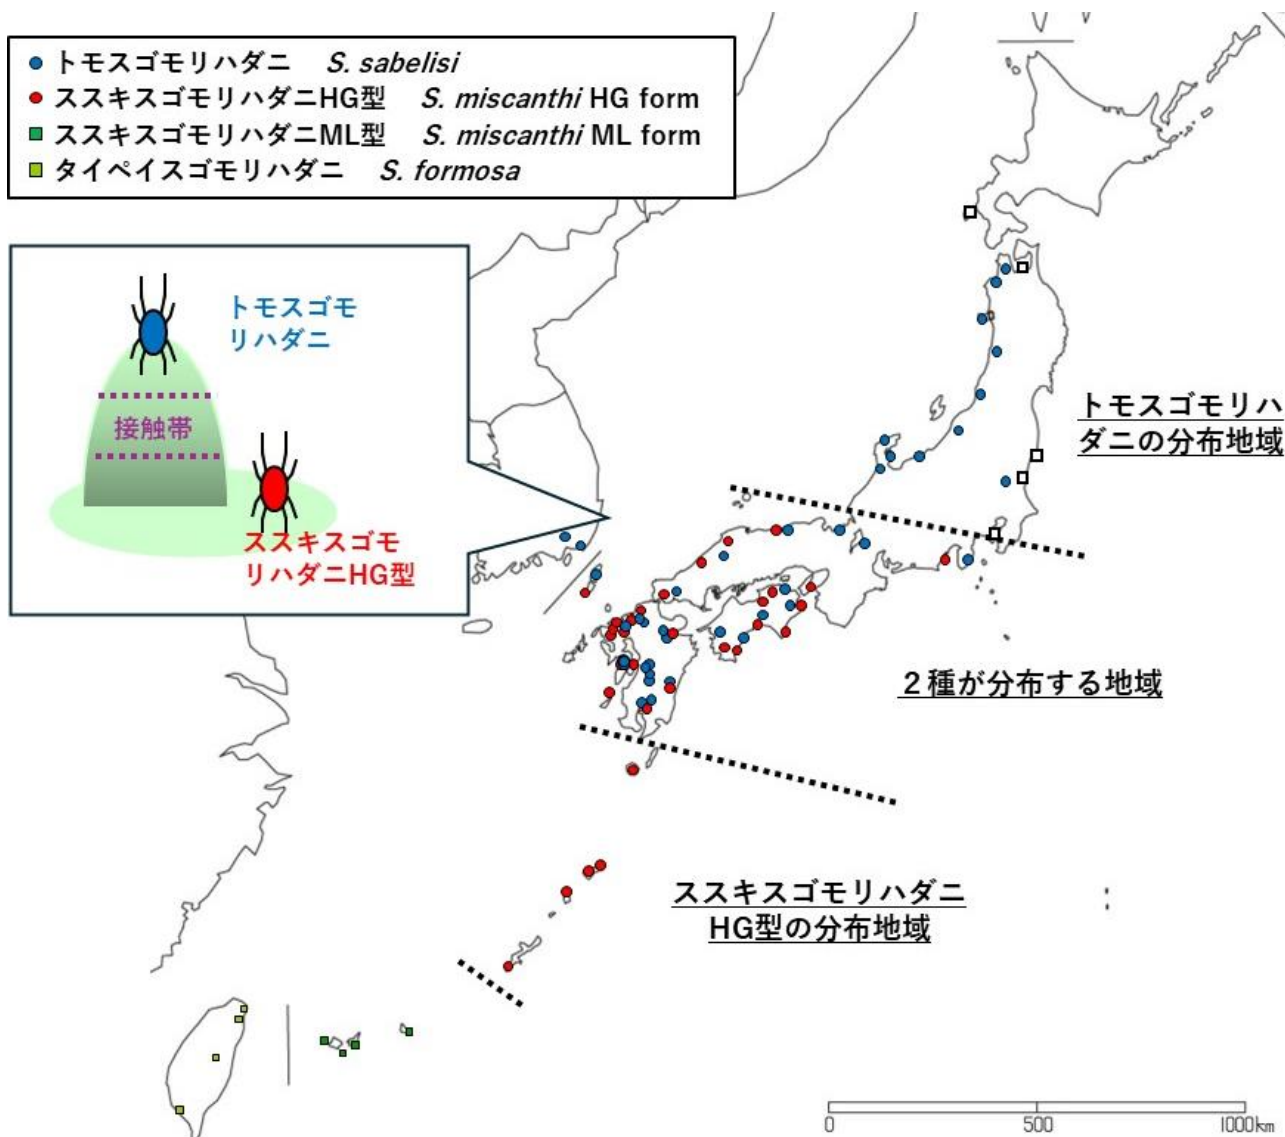 トモスゴモリハダニ　S. sabelisi
ススキスゴモリハダニHG型　S. miscanthi HG form
ススキスゴモリハダニML型　S. miscanthi ML form
タイペイスゴモリハダニ　S. formosa
トモスゴモ
リハダニ
接触帯
ススキスゴモ
リハダニHG型
トモスゴモリハ
ダニの分布地域
２種が分布する地域
ススキスゴモリハダニ
HG型の分布地域
0 500 1000km